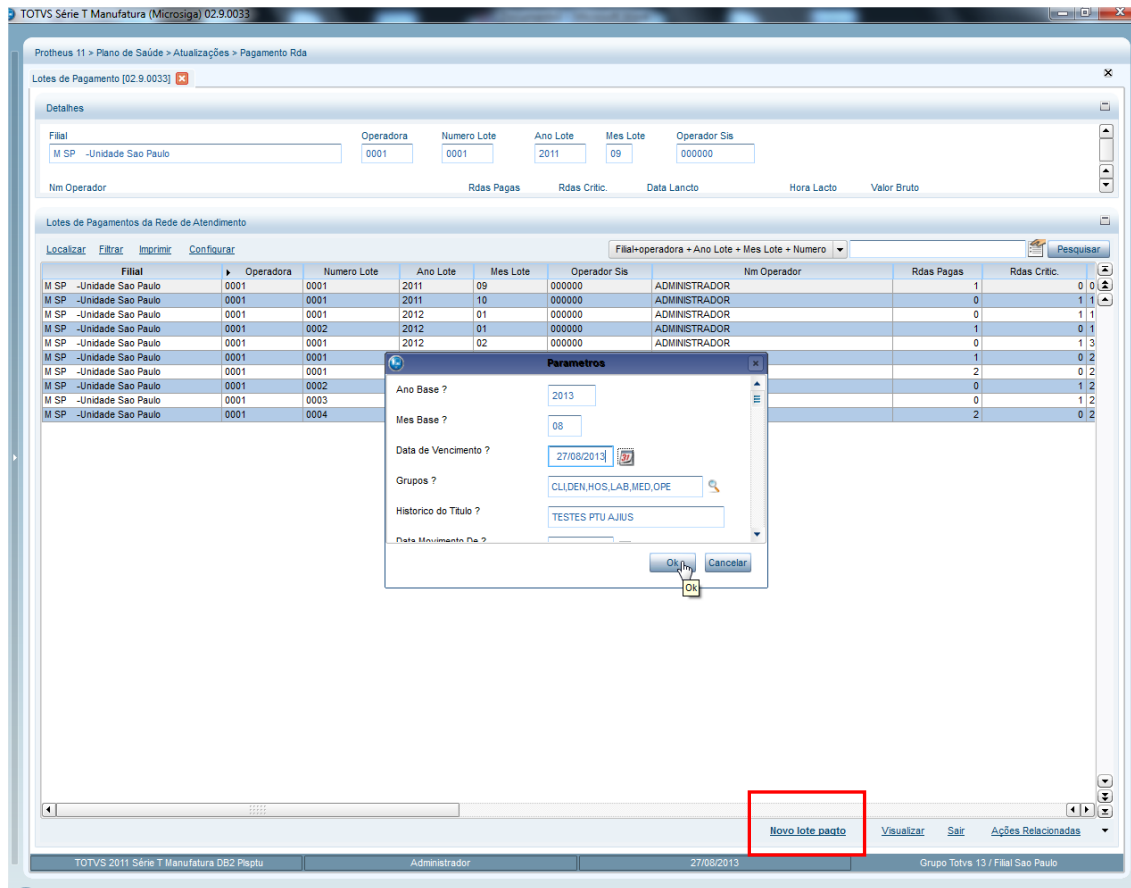 TOTVS Série T Manufatura (Microsiga) 02.9.0033
Protheus 11 > Plano de Saúde > Atualizações > Pagamento Rda
Lotes de Pagamento [02.9.0033]
Detalhes
Filial Operadora Numero Lote Ano Lote Mes Lote Operador Sis
M SP -Unidade Sao Paulo 0001 0001 2011 09 000000
Nm Operador Rdas Pagas Rdas Critic. Data Lancto Hora Lacto Valor Bruto
Lotes de Pagamentos da Rede de Atendimento
Localizar Filtrar Imprimir Configurar Filial+operadora + Ano Lote + Mes Lote + Numero Pesquisar
Filial Operadora Numero Lote Ano Lote Mes Lote Operador Sis Nm Operador Rdas Pagas Rdas Critic.
M SP -Unidade Sao Paulo 0001 0001 2011 09 000000 ADMINISTRADOR 1 0 0
M SP -Unidade Sao Paulo 0001 0001 2011 10 000000 ADMINISTRADOR 0 1 1
M SP -Unidade Sao Paulo 0001 0001 2012 01 000000 ADMINISTRADOR 0 1 1
M SP -Unidade Sao Paulo 0001 0002 2012 01 000000 ADMINISTRADOR 1 0 1
M SP -Unidade Sao Paulo 0001 0001 2012 02 000000 ADMINISTRADOR 0 1 3
M SP -Unidade Sao Paulo 0001 0001 1 0 2
M SP -Unidade Sao Paulo 0001 0001 2 0 2
M SP -Unidade Sao Paulo 0001 0002 0 1 2
M SP -Unidade Sao Paulo 0001 0003 0 1 2
M SP -Unidade Sao Paulo 0001 0004 2 0 2
Parametros
Ano Base ? 2013
Mes Base ? 08
Data de Vencimento ? 27/08/2013
Grupos ? CLI,DEN,HOS,LAB,MED,OPE
Historico do Titulo ? TESTES PTU AJIUS
Data Movimento De ?
Ok Cancelar
Ok
Novo lote pagto Visualizar Sair Ações Relacionadas
TOTVS 2011 Série T Manufatura DB2 Plsptu Administrador 27/08/2013 Grupo Totvs 13 / Filial Sao Paulo